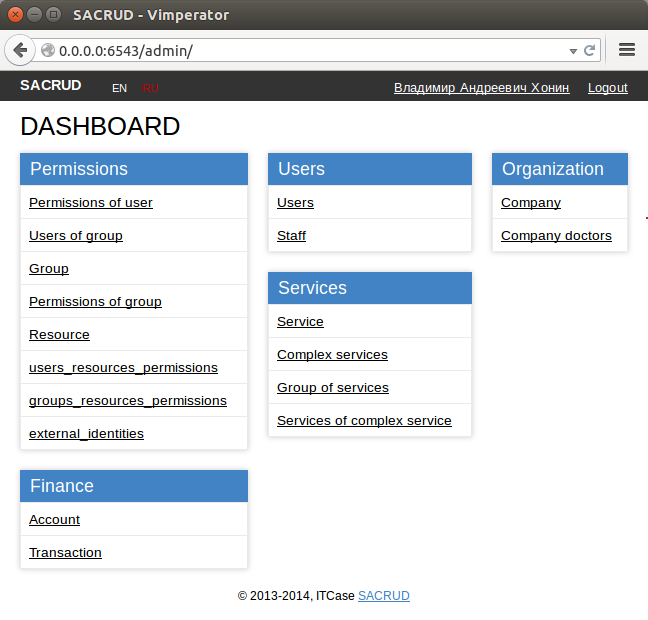 SACRUD - Vimperator
0.0.0.0:6543/admin/
SACRUD EN RU Владимир Андреевич Хонин Logout
DASHBOARD
Permissions
Permissions of user
Users of group
Group
Permissions of group
Resource
users_resources_permissions
groups_resources_permissions
external_identities
Finance
Account
Transaction
Users
Users
Staff
Services
Service
Complex services
Group of services
Services of complex service
Organization
Company
Company doctors
© 2013-2014, ITCase SACRUD